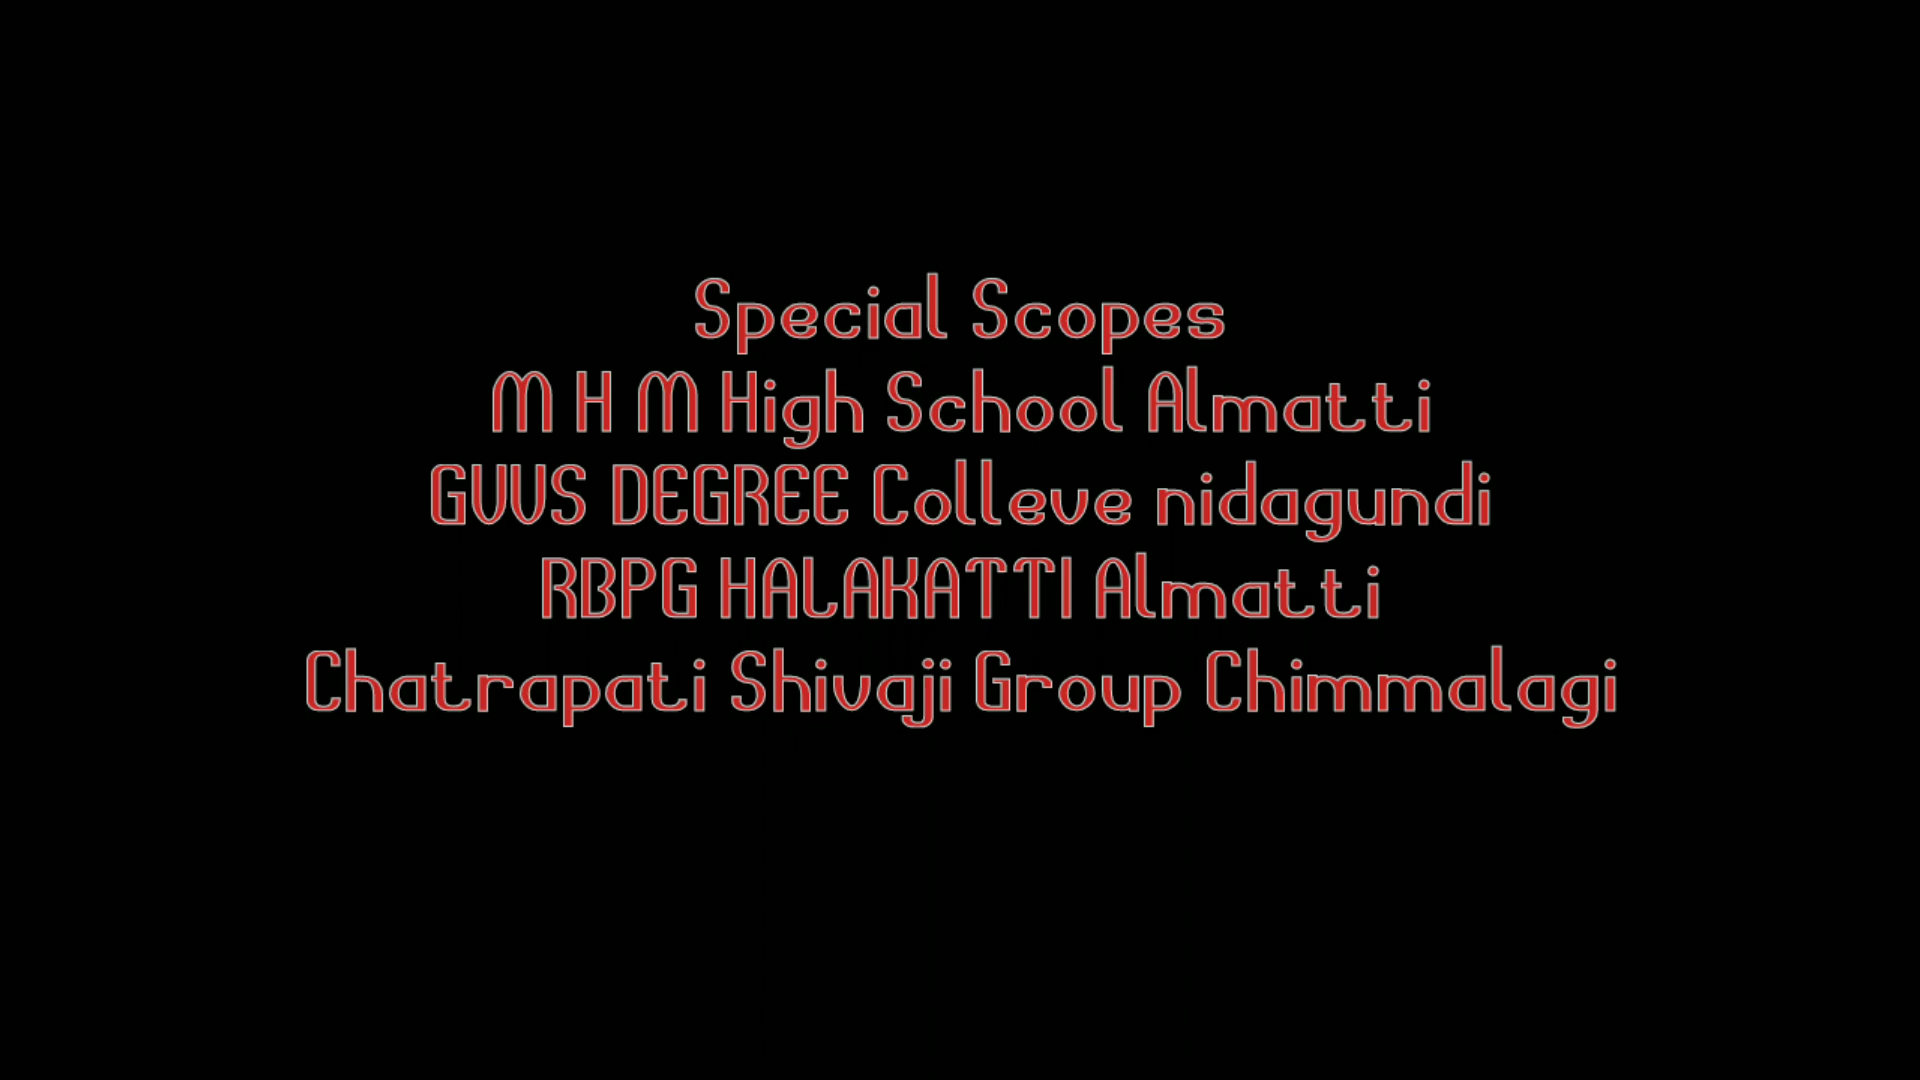 Special Scopes
M H M High School Almatti
GVVS DEGREE Colleve nidagundi
RBPG HALAKATTI Almatti
Chatrapati Shivaji Group Chimmalagi